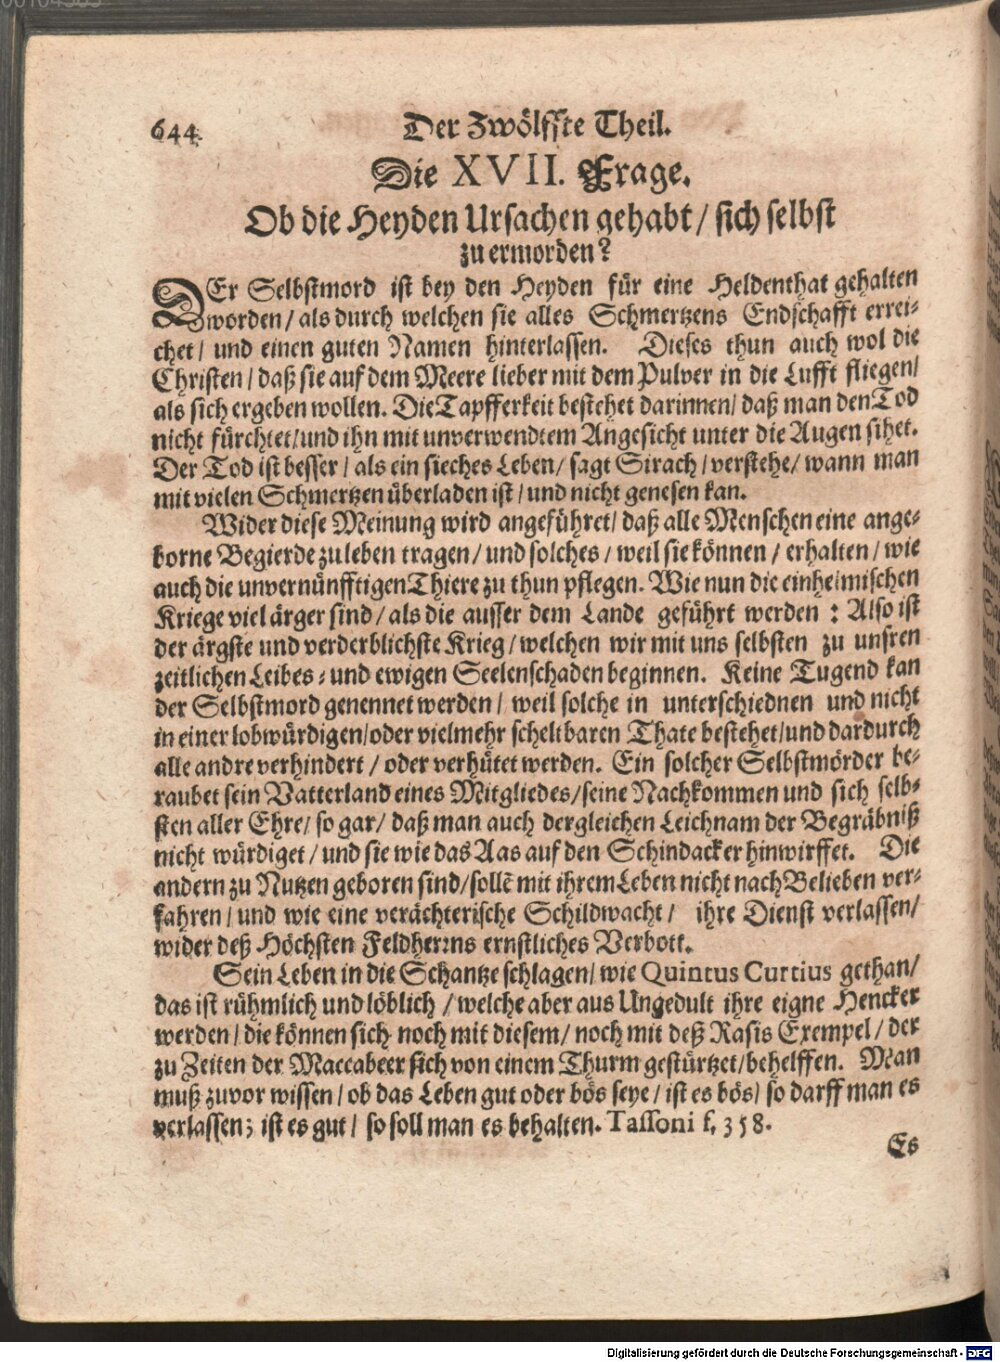 644.
Der Zwölffte Theil.
Die XVII. Frage.
Ob die Heyden Ursachen gehabt / sich selbst
zu ermorden?
DEr Selbstmord ist bey den Heyden für eine Heldenthat gehalten
worden / als durch welchen sie alles Schmertzens Endschafft errei-
chet / und einen guten Namen hinterlassen. Dieses thun auch wol die
Christen / daß sie auf dem Meere lieber mit dem Pulver in die Lufft fliegen /
als sich ergeben wollen. Die Tapfferkeit bestehet darinnen / daß man den Tod
nicht fürchtet / und ihn mit unverwendtem Angesicht unter die Augen sihet.
Der Tod ist besser / als ein sieches Leben / sagt Sirach / verstehe / wann man
mit vielen Schmertzen überladen ist / und nicht genesen kan.
Wider diese Meinung wird angeführet / daß alle Menschen eine ange-
borne Begierde zu leben tragen / und solches / weil sie können / erhalten / wie
auch die unvernünfftigen Thiere zu thun pflegen. Wie nun die einheimischen
Kriege viel ärger sind / als die ausser dem Lande geführt werden : Also ist
der ärgste und verderblichste Krieg / welchen wir mit uns selbsten zu unsren
zeitlichen Leibes- und ewigen Seelenschaden beginnen. Keine Tugend kan
der Selbstmord genennet werden / weil solche in unterschiednen und nicht
in einer lobwürdigen / oder vielmehr scheltbaren Thate bestehet / und dardurch
alle andre verhindert / oder verhütet werden. Ein solcher Selbstmörder be-
raubet sein Vatterland eines Mitgliedes / seine Nachkommen und sich selb-
sten aller Ehre / so gar / daß man auch dergleichen Leichnam der Begräbniß
nicht würdiget / und sie wie das Aas auf den Schindacker hinwirffet. Die
andern zu Nutzen geboren sind / sollē mit ihrem Leben nicht nach Belieben ver-
fahren / und wie eine verächterische Schildwacht / ihre Dienst verlassen /
wider deß Höchsten Feldherrns ernstliches Verbott.
Sein Leben in die Schantze schlagen / wie Quintus Curtius gethan /
das ist rühmlich und löblich / welche aber aus Ungedult ihre eigne Hencker
werden / die können sich noch mit diesem / noch mit deß Rasis Exempel / der
zu Zeiten der Maccabeer sich von einem Thurm gestürtzet / behelffen. Man
muß zuvor wissen / ob das Leben gut oder bös seye / ist es bös / so darff man es
verlassen; ist es gut / so soll man es behalten. Tassoni f. 358.
Es
Digitalisierung gefördert durch die Deutsche Forschungsgemeinschaft - DFG